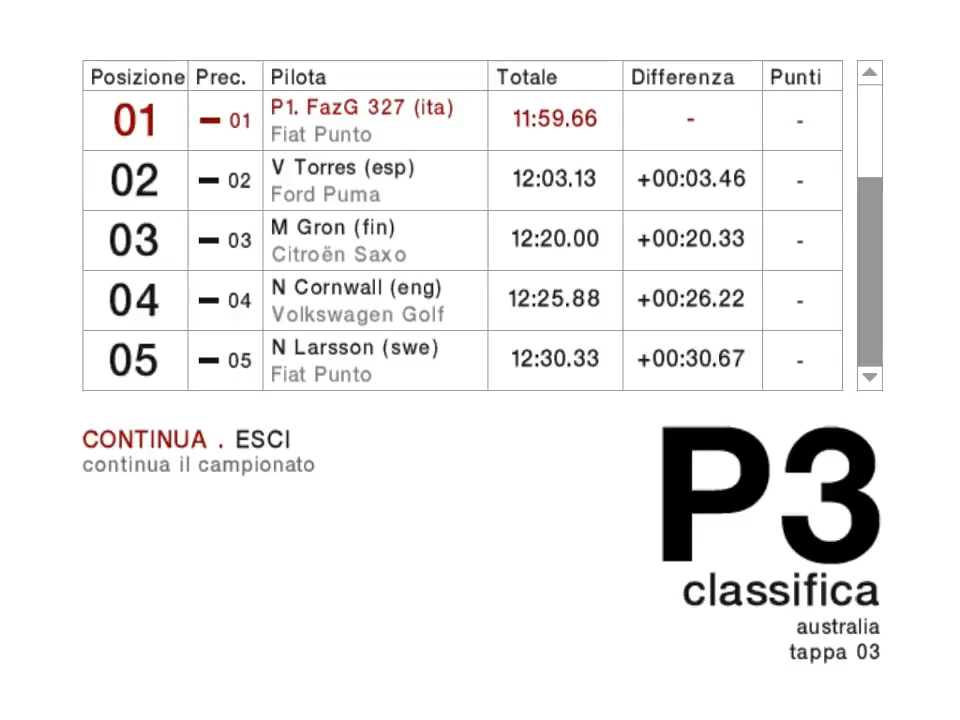 Posizione Prec. Pilota Totale Differenza Punti
01 – 01 P1. FazG 327 (ita) 11:59.66 - -
Fiat Punto
02 – 02 V Torres (esp) 12:03.13 +00:03.46 -
Ford Puma
03 – 03 M Gron (fin) 12:20.00 +00:20.33 -
Citroën Saxo
04 – 04 N Cornwall (eng) 12:25.88 +00:26.22 -
Volkswagen Golf
05 – 05 N Larsson (swe) 12:30.33 +00:30.67 -
Fiat Punto
CONTINUA . ESCI
continua il campionato
P3
classifica
australia
tappa 03